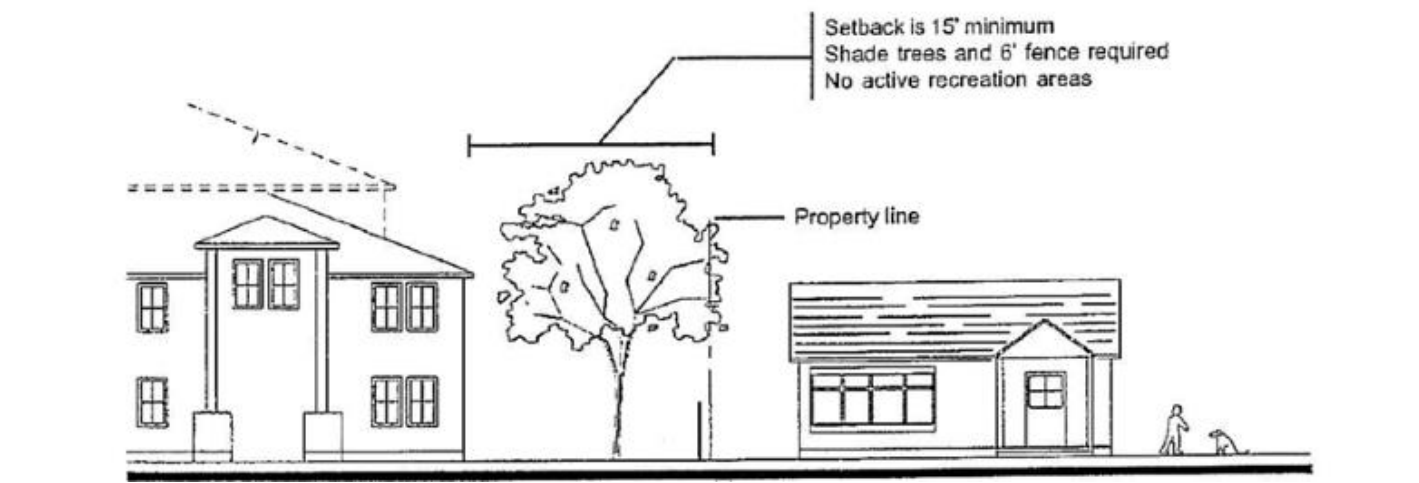 Setback is 15' minimum
Shade trees and 6' fence required
No active recreation areas
Property line